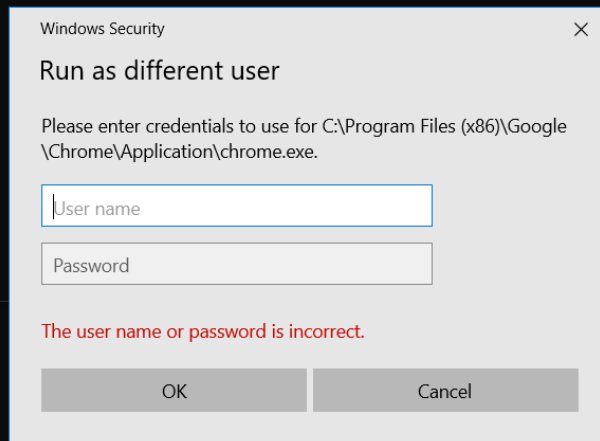 Windows Security
Run as different user
Please enter credentials to use for C:\Program Files (x86)\Google
\Chrome\Application\chrome.exe.
User name
Password
The user name or password is incorrect.
OK
Cancel